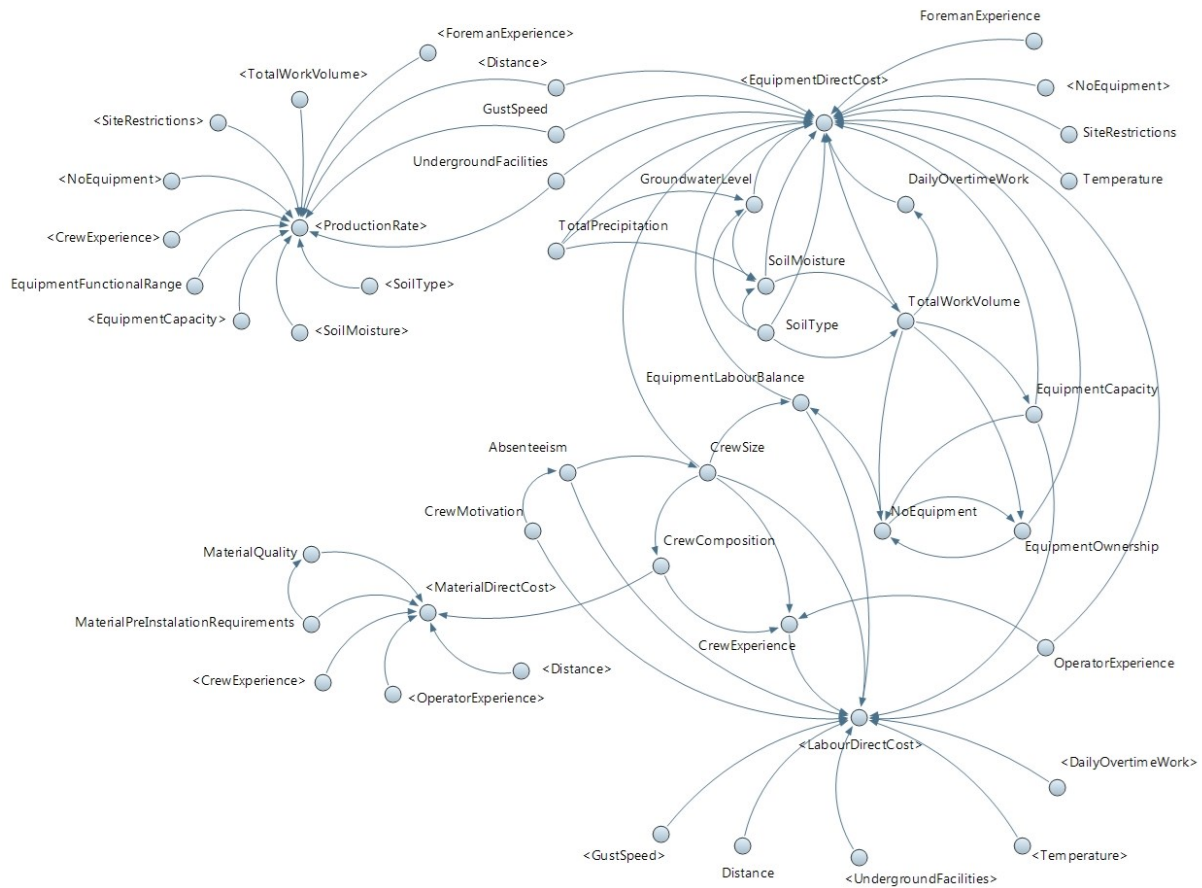 ForemanExperience
<ForemanExperience>
<Distance>
<TotalWorkVolume>
<EquipmentDirectCost>
<NoEquipment>
GustSpeed
<SiteRestrictions>
SiteRestrictions
UndergroundFacilities
<NoEquipment>
GroundwaterLevel
DailyOvertimeWork
Temperature
<ProductionRate>
TotalPrecipitation
<CrewExperience>
SoilMoisture
EquipmentFunctionalRange
<SoilType>
TotalWorkVolume
<EquipmentCapacity>
<SoilMoisture>
SoilType
EquipmentLabourBalance
EquipmentCapacity
Absenteeism
CrewSize
CrewMotivation
NoEquipment
CrewComposition
EquipmentOwnership
MaterialQuality
<MaterialDirectCost>
MaterialPreInstalationRequirements
CrewExperience
OperatorExperience
<CrewExperience>
<Distance>
<OperatorExperience>
<LabourDirectCost>
<DailyOvertimeWork>
<GustSpeed>
Distance
<Temperature>
<UndergroundFacilities>